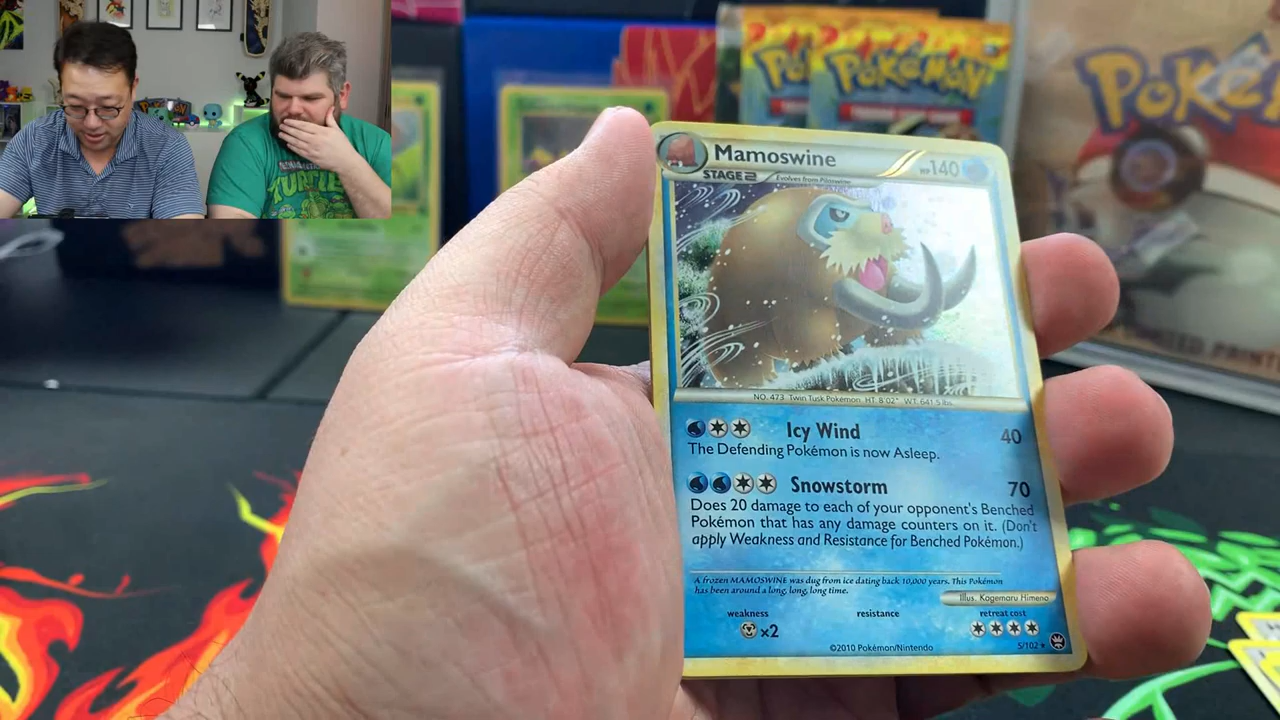 TURTLE
Pokémon
POKÉ
Mamoswine
HP140
STAGE 2
Evolves from Piloswine
NO. 473 Twin Tusk Pokémon HT: 8'02" WT: 641.5 lbs.
Icy Wind 40
The Defending Pokémon is now Asleep.
Snowstorm 70
Does 20 damage to each of your opponent's Benched
Pokémon that has any damage counters on it. (Don't
apply Weakness and Resistance for Benched Pokémon.)
A frozen MAMOSWINE was dug from ice dating back 10,000 years. This Pokémon
has been around a long, long, long time.
Illus. Kagemaru Himeno
weakness resistance retreat cost
×2
©2010 Pokémon/Nintendo
5/102 ★